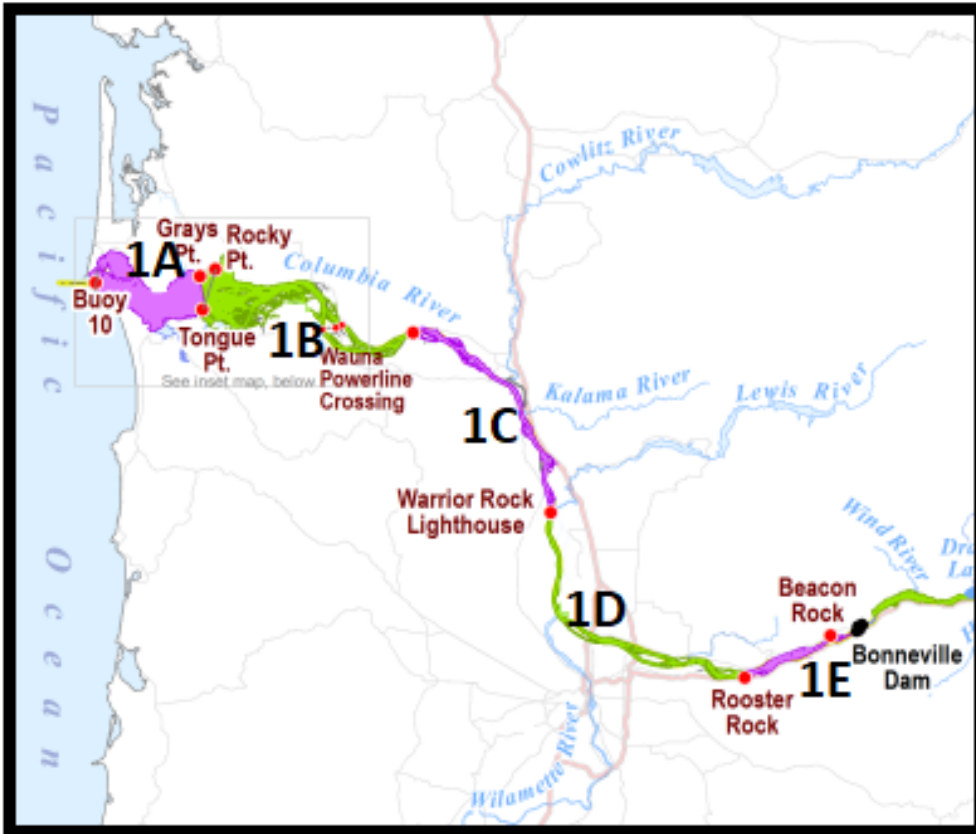 Pacific
Ocean
Cowlitz River
Grays
Pt.
Rocky
Pt.
1A
Columbia River
Buoy
10
Tongue
Pt.
1B
Wauna
Powerline
Crossing
See inset map, below
Kalama River
Lewis River
1C
Warrior Rock
Lighthouse
Wind River
1D
Beacon
Rock
1E
Bonneville
Dam
Rooster
Rock
Wilamette River